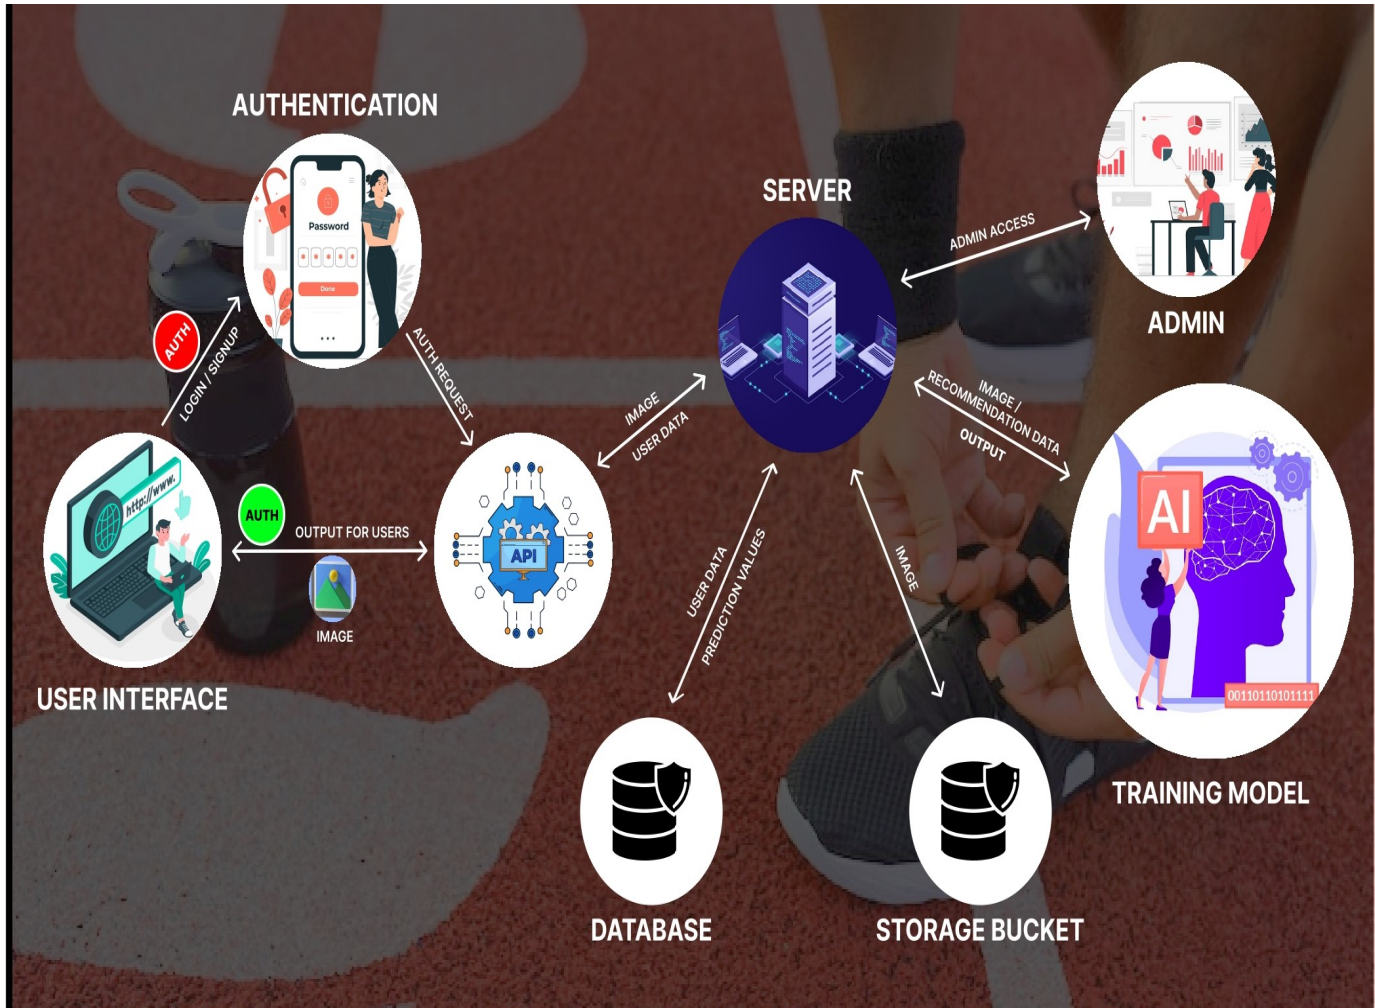 AUTHENTICATION
Password
Done
AUTH
LOGIN / SIGNUP
AUTH REQUEST
http://www.
USER INTERFACE
AUTH
OUTPUT FOR USERS
IMAGE
API
IMAGE
USER DATA
SERVER
ADMIN ACCESS
ADMIN
IMAGE /
RECOMMENDATION DATA
OUTPUT
AI
00110110101111
TRAINING MODEL
USER DATA
PREDICTION VALUES
IMAGE
DATABASE
STORAGE BUCKET